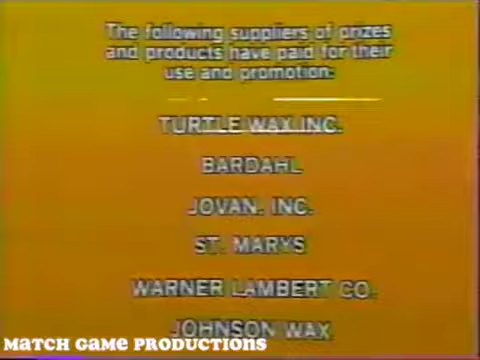 The following suppliers of prizes
and products have paid for their
use and promotion:
TURTLE WAX INC.
BARDAHL
JOVAN, INC.
ST. MARYS
WARNER LAMBERT CO.
JOHNSON WAX
MATCH GAME PRODUCTIONS